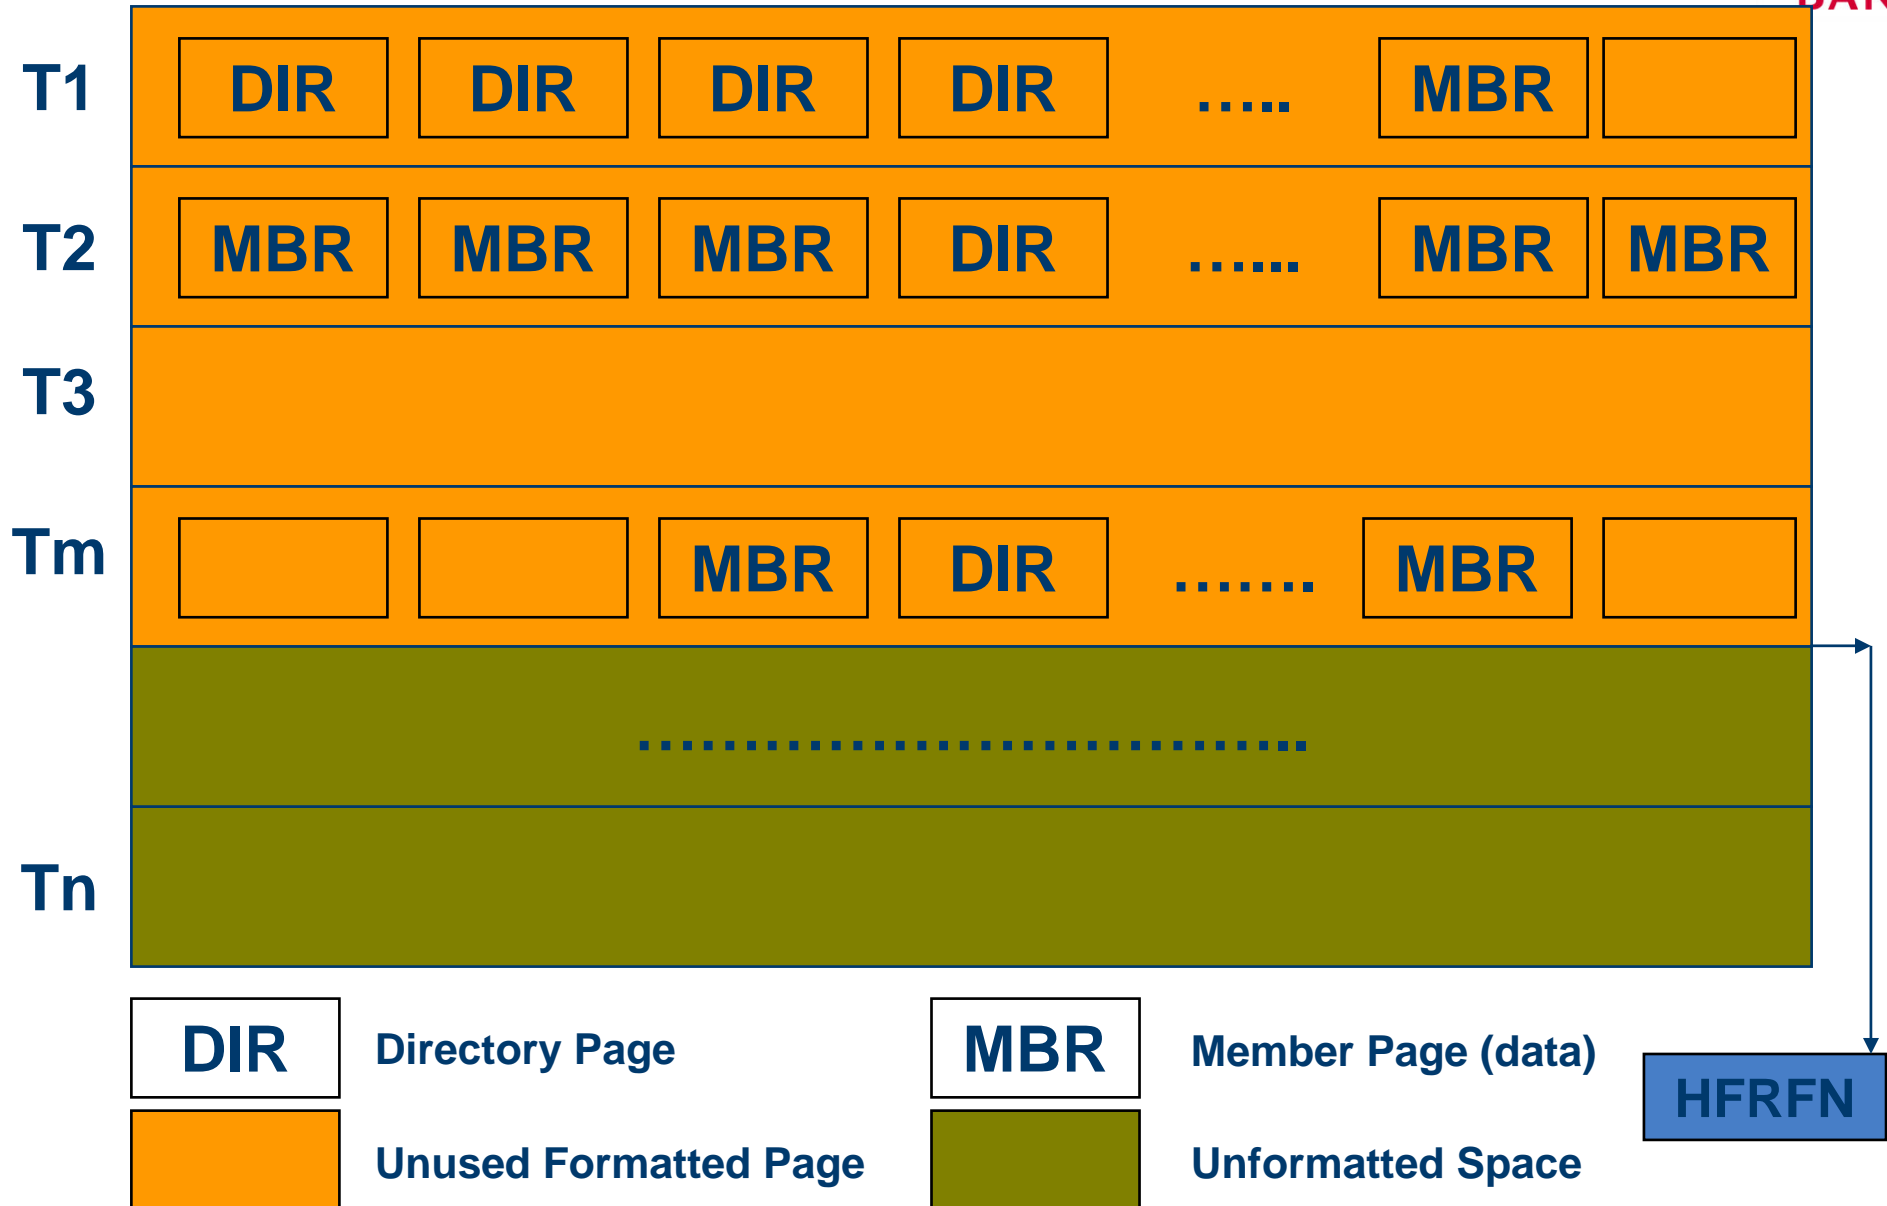 T1 DIR DIR DIR DIR ...... MBR
T2 MBR MBR MBR DIR ....... MBR MBR
T3
Tm MBR DIR ....... MBR
................................
Tn
DIR Directory Page MBR Member Page (data)
HFRFN
Unused Formatted Page Unformatted Space